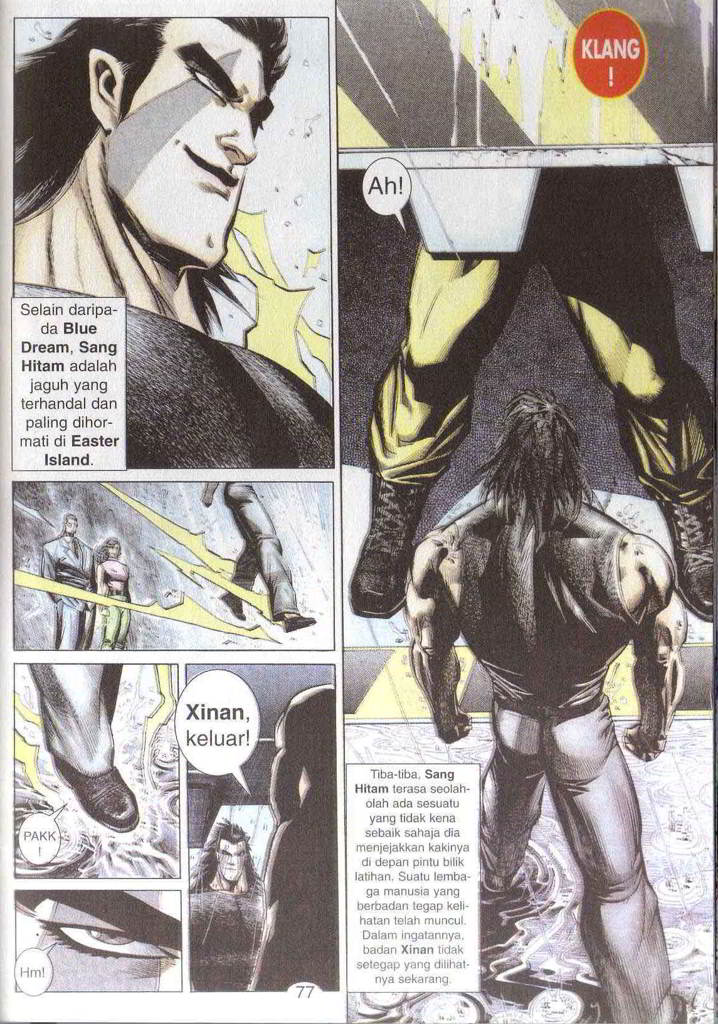 Selain daripa-
da Blue
Dream, Sang
Hitam adalah
jaguh yang
terhandal dan
paling dihor-
mati di Easter
Island.
PAKK
!
Hm!
Xinan,
keluar!
KLANG
!
Ah!
Tiba-tiba, Sang
Hitam terasa seolah-
olah ada sesuatu
yang tidak kena
sebaik sahaja dia
menjejakkan kakinya
di depan pintu bilik
latihan. Suatu lemba-
ga manusia yang
berbadan tegap keli-
hatan telah muncul.
Dalam ingatannya,
badan Xinan tidak
setegap yang dilihat-
nya sekarang.
77